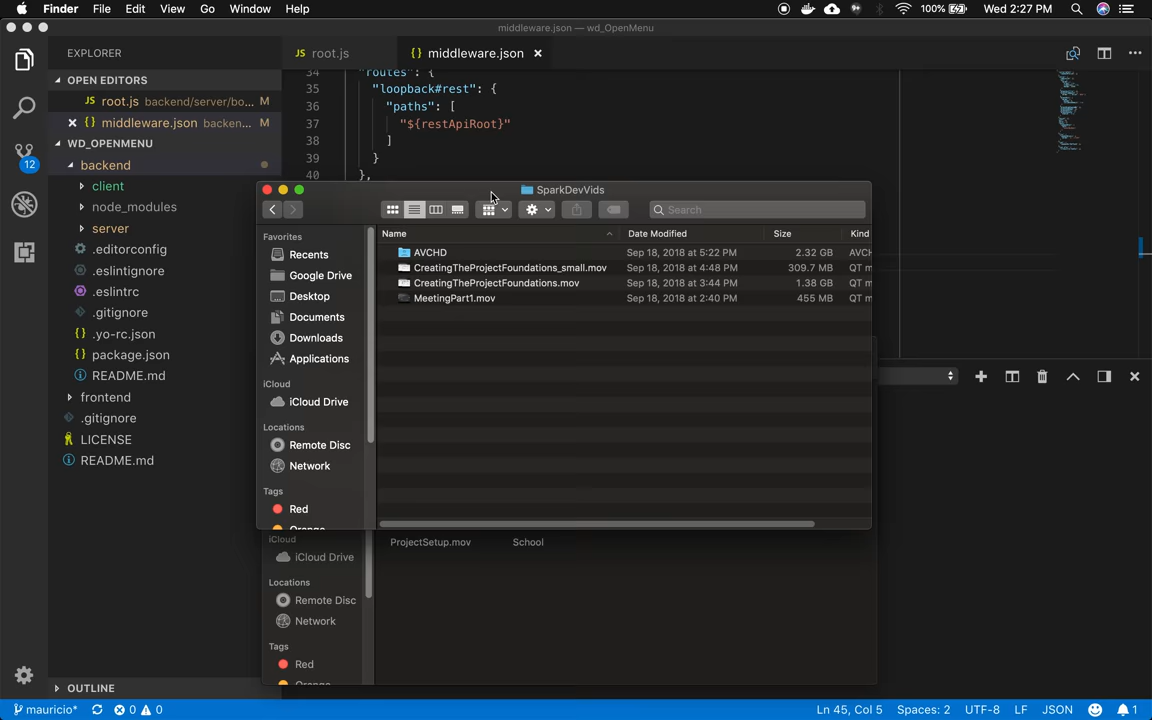 Finder File Edit View Go Window Help 100% Wed 2:27 PM
middleware.json — wd_OpenMenu
EXPLORER
JS root.js
{} middleware.json
OPEN EDITORS
JS root.js backend/server/bo... M
{} middleware.json backen... M
WD_OPENMENU
backend
client
node_modules
server
.editorconfig
.eslintignore
.eslintrc
.gitignore
{} .yo-rc.json
{} package.json
README.md
frontend
.gitignore
LICENSE
README.md
12
34 "routes": {
35 "loopback#rest": {
36 "paths": [
37 "${restApiRoot}"
38 ]
39 }
40 },
SparkDevVids
Search
Favorites
Recents
Google Drive
Desktop
Documents
Downloads
Applications
iCloud
iCloud Drive
Locations
Remote Disc
Network
Tags
Red
Orange
Name Date Modified Size Kind
AVCHD Sep 18, 2018 at 5:22 PM 2.32 GB AVCH
CreatingTheProjectFoundations_small.mov Sep 18, 2018 at 4:48 PM 309.7 MB QT m
CreatingTheProjectFoundations.mov Sep 18, 2018 at 3:44 PM 1.38 GB QT m
MeetingPart1.mov Sep 18, 2018 at 2:40 PM 455 MB QT m
iCloud
iCloud Drive
Locations
Remote Disc
Network
Tags
Red
ProjectSetup.mov School
OUTLINE
mauricio* 0 0 Ln 45, Col 5 Spaces: 2 UTF-8 LF JSON 1